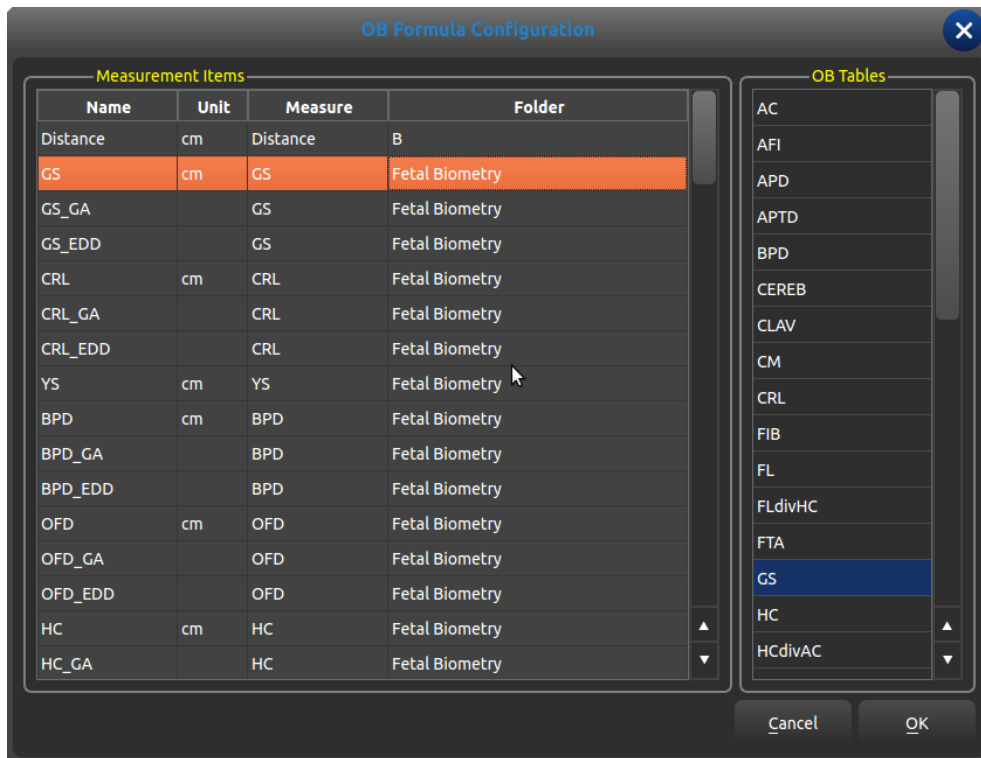 OB Formula Configuration
Measurement Items
Name Unit Measure Folder
Distance cm Distance B
GS cm GS Fetal Biometry
GS_GA GS Fetal Biometry
GS_EDD GS Fetal Biometry
CRL cm CRL Fetal Biometry
CRL_GA CRL Fetal Biometry
CRL_EDD CRL Fetal Biometry
YS cm YS Fetal Biometry
BPD cm BPD Fetal Biometry
BPD_GA BPD Fetal Biometry
BPD_EDD BPD Fetal Biometry
OFD cm OFD Fetal Biometry
OFD_GA OFD Fetal Biometry
OFD_EDD OFD Fetal Biometry
HC cm HC Fetal Biometry
HC_GA HC Fetal Biometry
OB Tables
AC
AFI
APD
APTD
BPD
CEREB
CLAV
CM
CRL
FIB
FL
FLdivHC
FTA
GS
HC
HCdivAC
Cancel OK